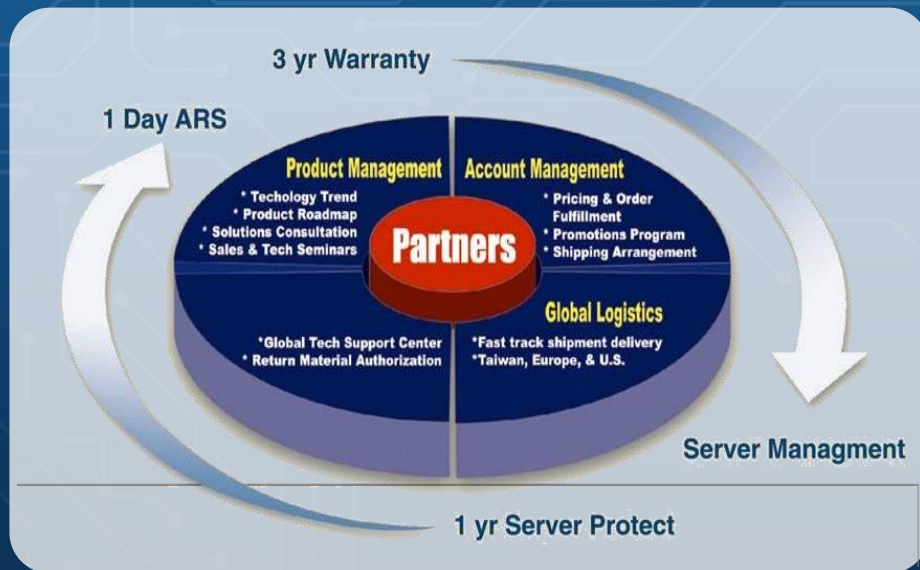 3 yr Warranty
1 Day ARS
Product Management
* Techology Trend
* Product Roadmap
* Solutions Consultation
* Sales & Tech Seminars
Account Management
* Pricing & Order
Fulfillment
* Promotions Program
* Shipping Arrangement
Partners
*Global Tech Support Center
* Return Material Authorization
Global Logistics
*Fast track shipment delivery
*Taiwan, Europe, & U.S.
Server Managment
1 yr Server Protect